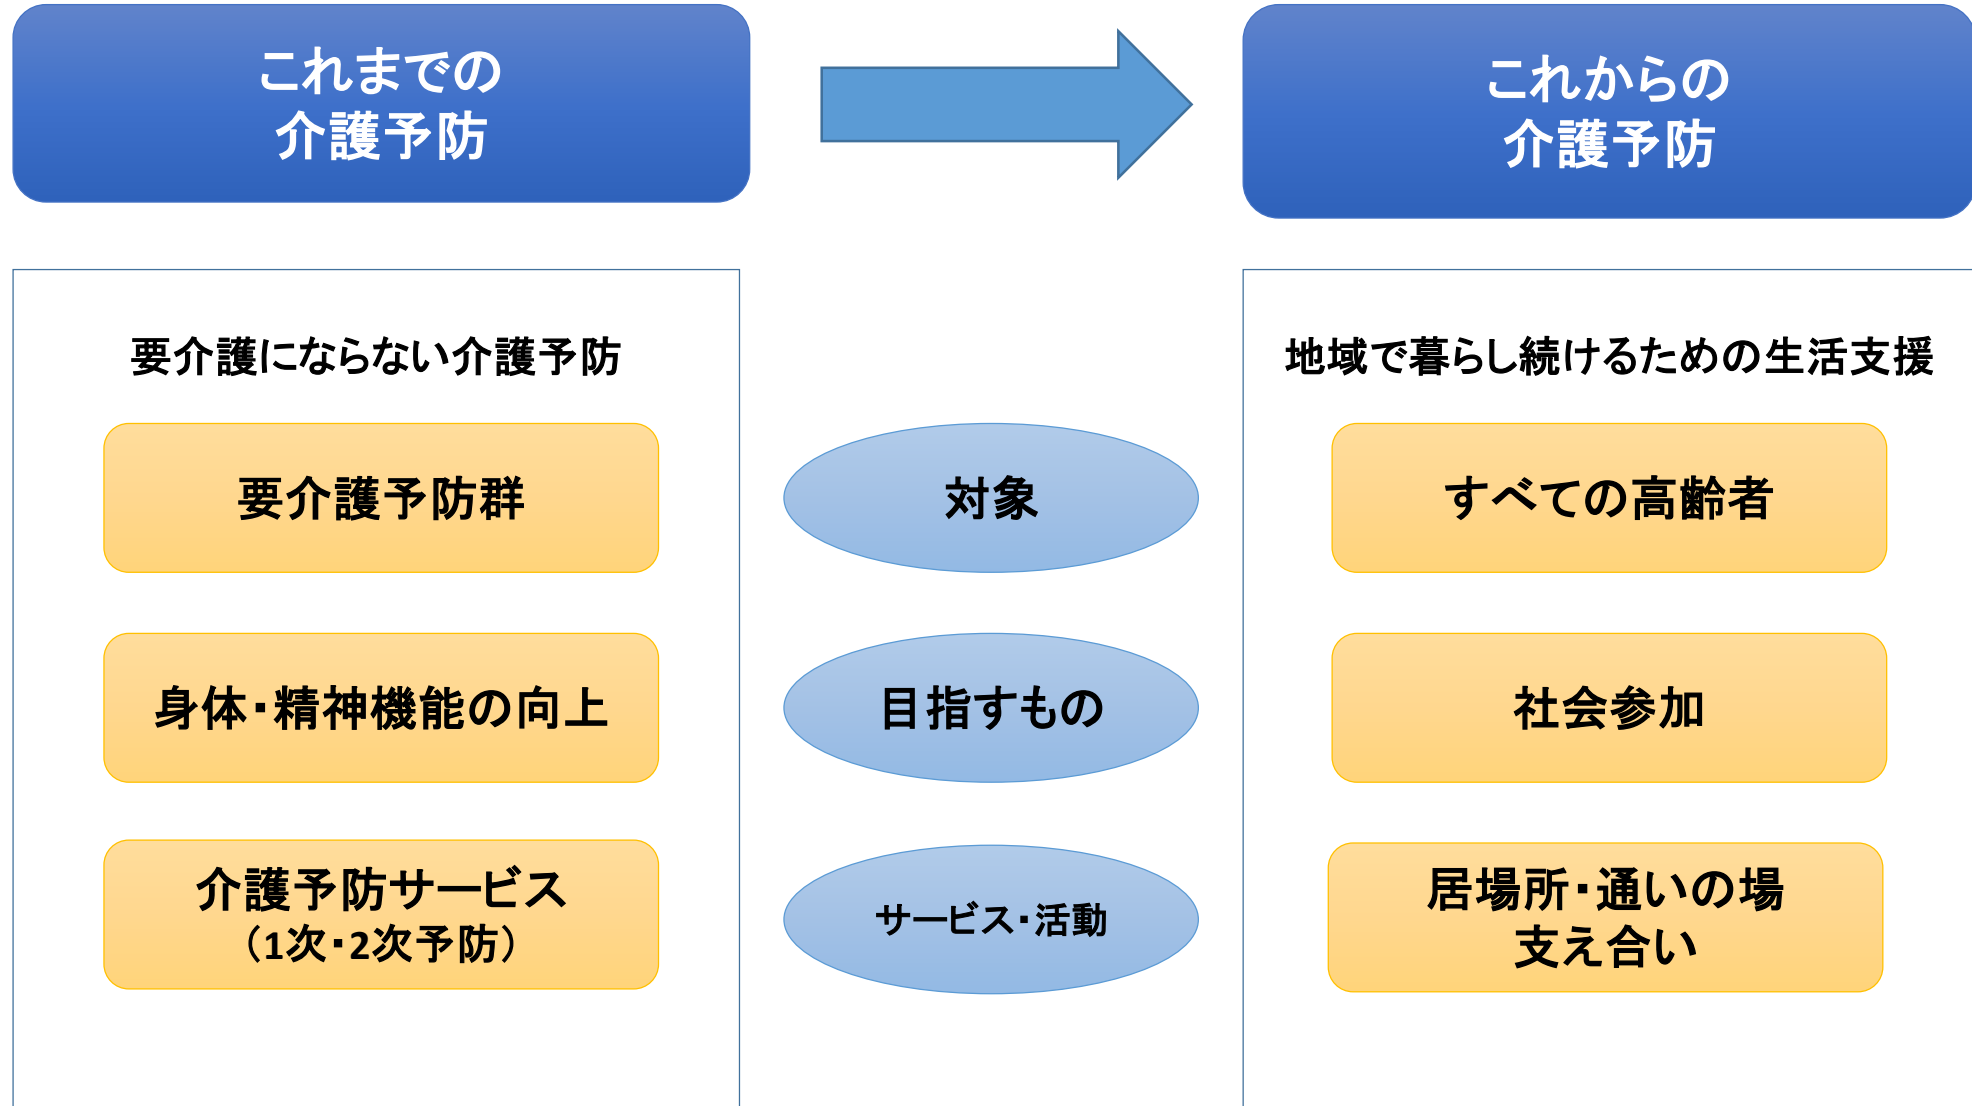 これまでの
介護予防
これからの
介護予防
要介護にならない介護予防
地域で暮らし続けるための生活支援
要介護予防群
対象
すべての高齢者
身体・精神機能の向上
目指すもの
社会参加
介護予防サービス
（1次・2次予防）
サービス・活動
居場所・通いの場
支え合い